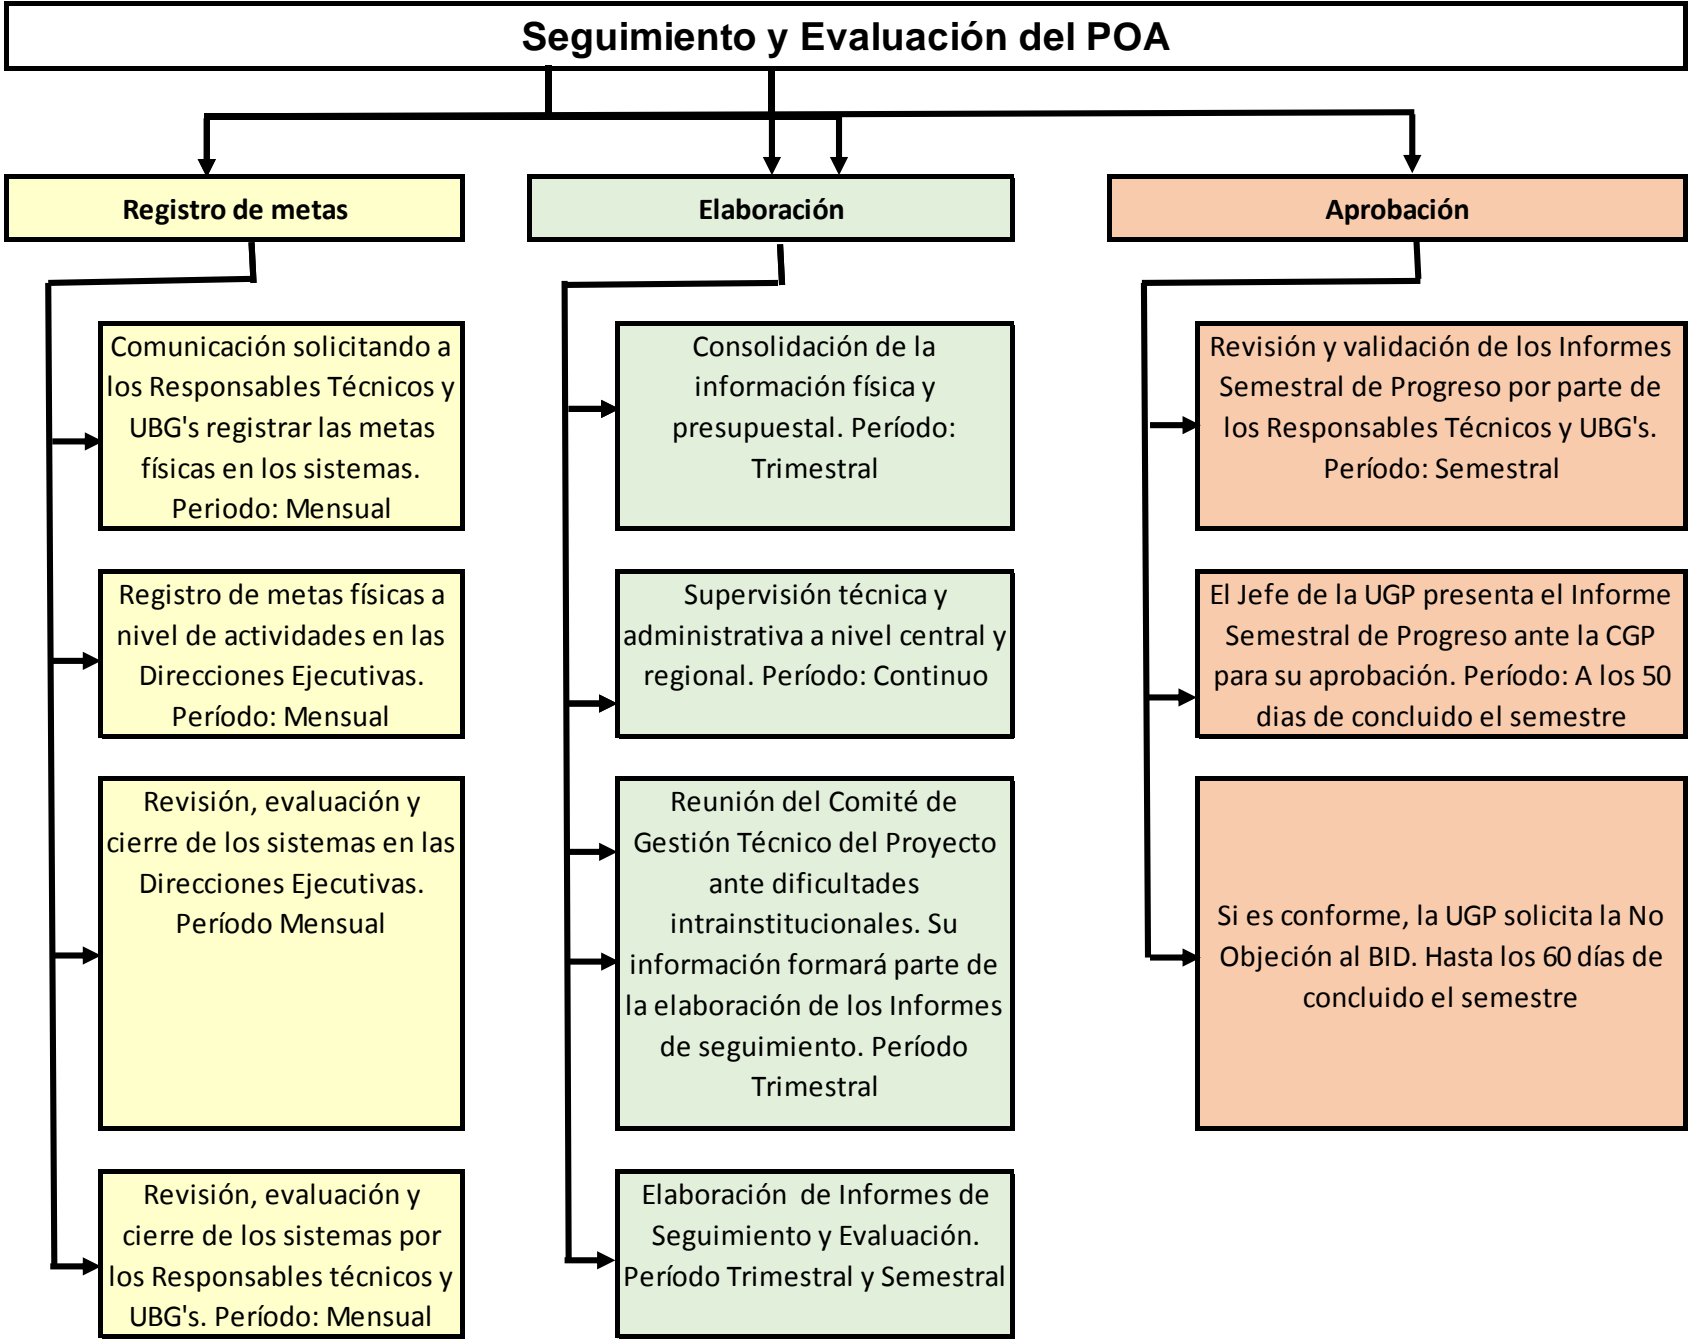 Seguimiento y Evaluación del POA
Registro de metas
Comunicación solicitando a
los Responsables Técnicos y
UBG's registrar las metas
físicas en los sistemas.
Periodo: Mensual
Registro de metas físicas a
nivel de actividades en las
Direcciones Ejecutivas.
Período: Mensual
Revisión, evaluación y
cierre de los sistemas en las
Direcciones Ejecutivas.
Período Mensual
Revisión, evaluación y
cierre de los sistemas por
los Responsables técnicos y
UBG's. Período: Mensual
Elaboración
Consolidación de la
información física y
presupuestal. Período:
Trimestral
Supervisión técnica y
administrativa a nivel central y
regional. Período: Continuo
Reunión del Comité de
Gestión Técnico del Proyecto
ante dificultades
intrainstitucionales. Su
información formará parte de
la elaboración de los Informes
de seguimiento. Período
Trimestral
Elaboración  de Informes de
Seguimiento y Evaluación.
Período Trimestral y Semestral
Aprobación
Revisión y validación de los Informes
Semestral de Progreso por parte de
los Responsables Técnicos y UBG's.
Período: Semestral
El Jefe de la UGP presenta el Informe
Semestral de Progreso ante la CGP
para su aprobación. Período: A los 50
dias de concluido el semestre
Si es conforme, la UGP solicita la No
Objeción al BID. Hasta los 60 días de
concluido el semestre